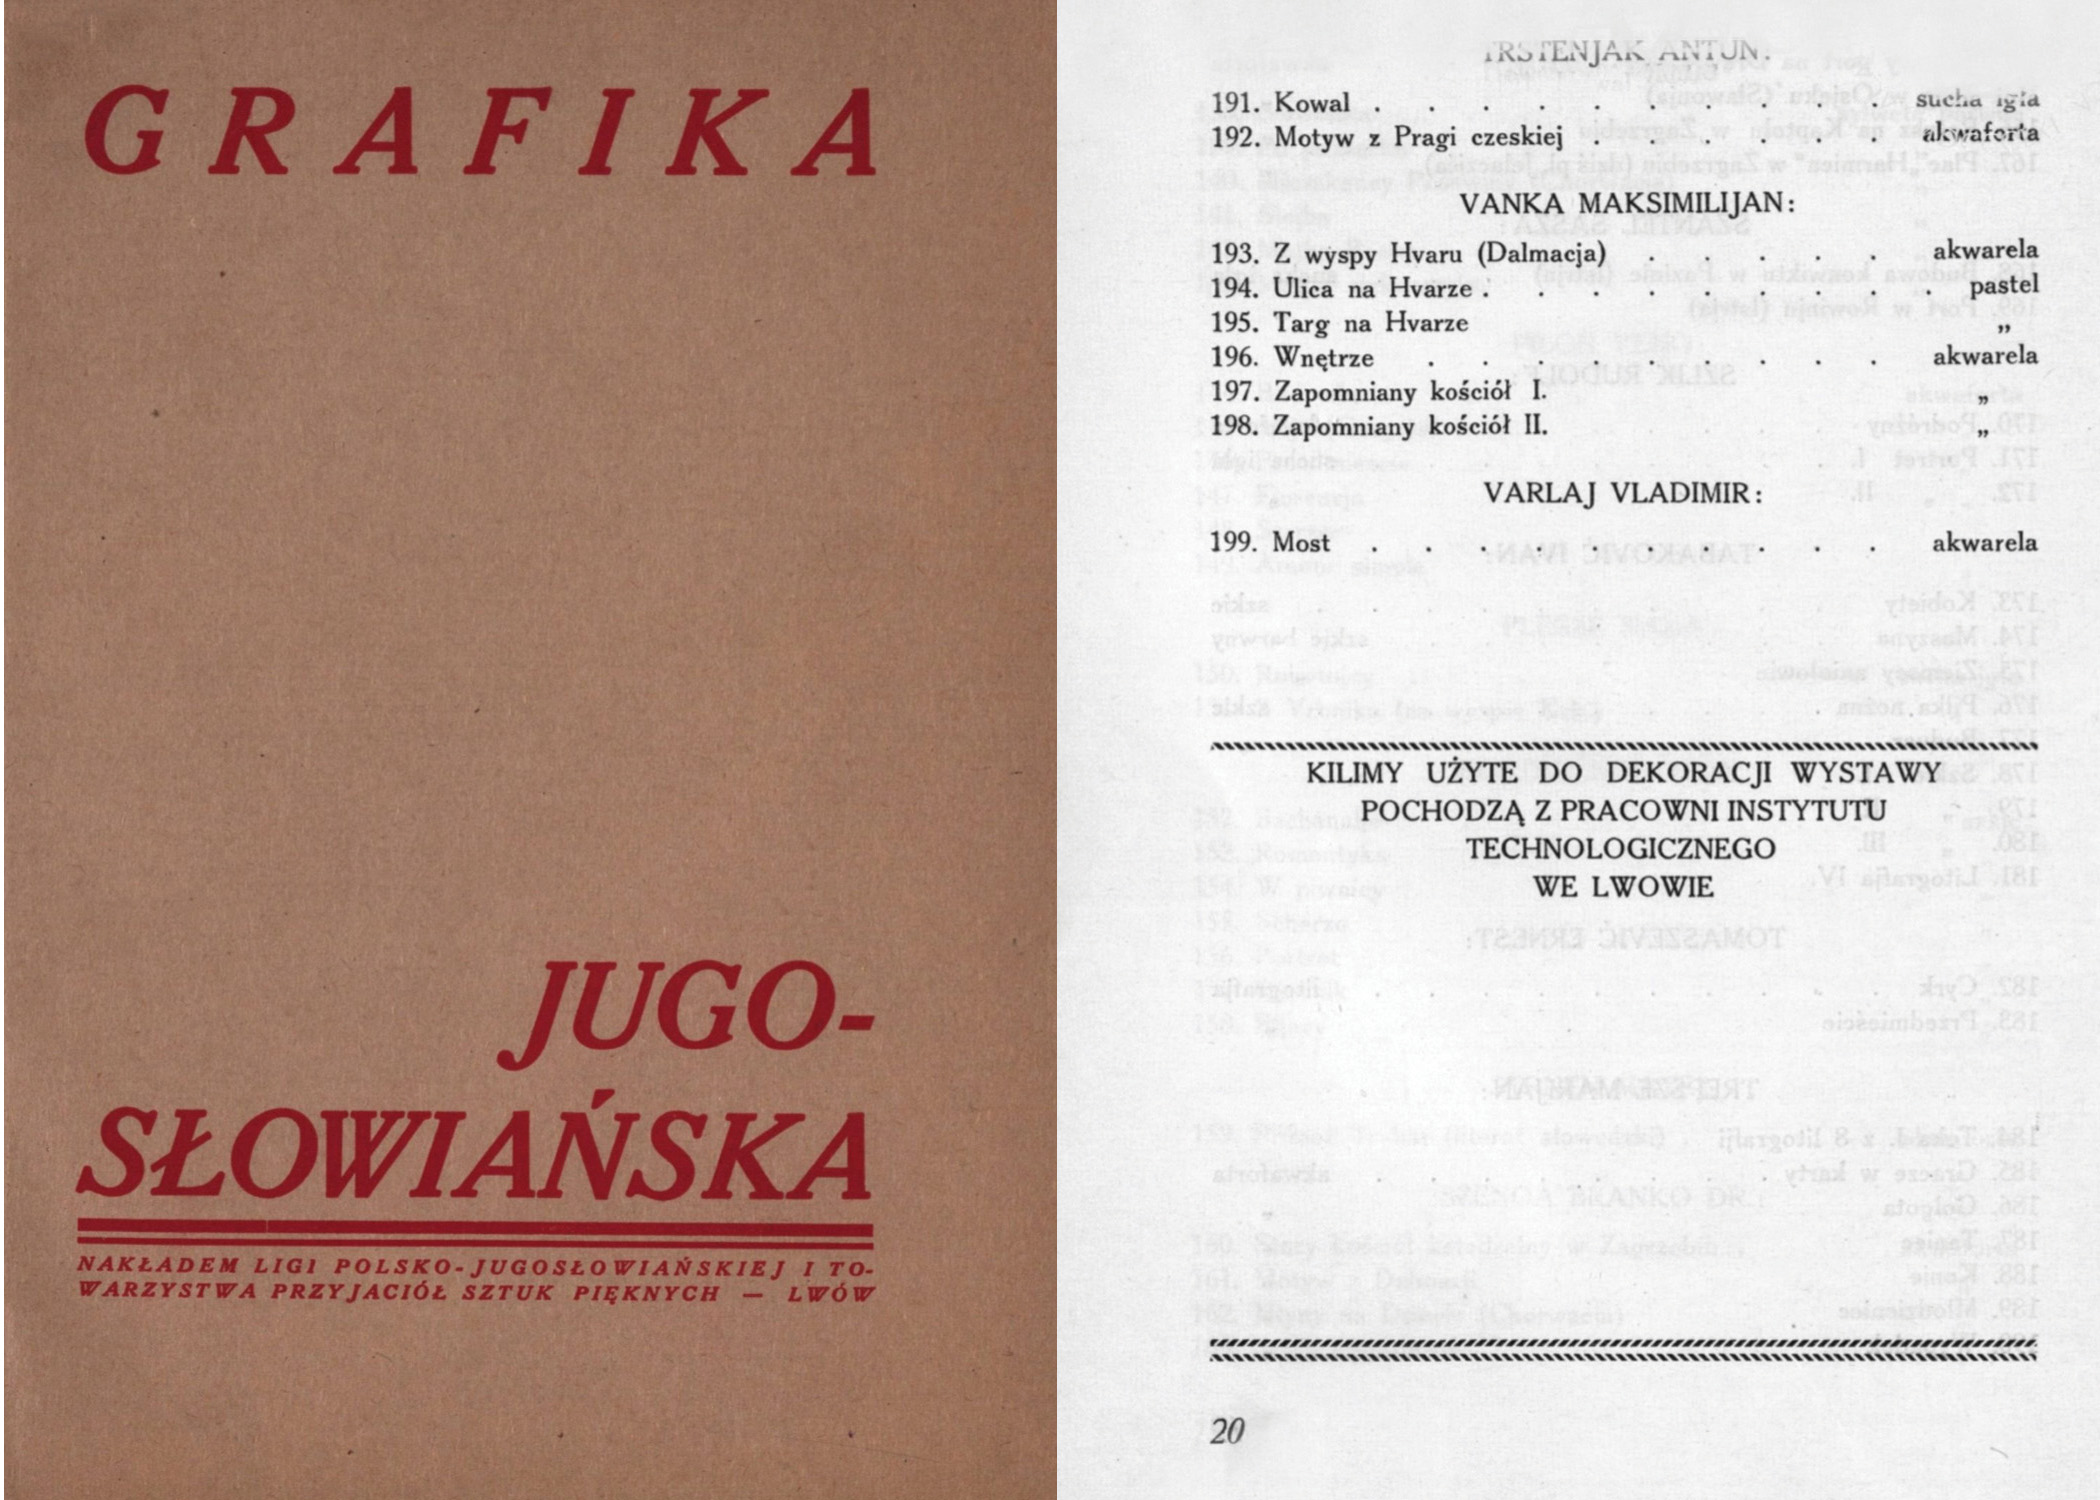 GRAFIKA
JUGO-
SŁOWIAŃSKA
NAKŁADEM LIGI POLSKO-JUGOSŁOWIAŃSKIEJ I TO-
WARZYSTWA PRZYJACIÓŁ SZTUK PIĘKNYCH — LWÓW
TRSTENJAK ANTUN:
191. Kowal . . . . . . . . . . sucha igła
192. Motyw z Pragi czeskiej . . . . . . akwaforta
VANKA MAKSIMILIJAN:
193. Z wyspy Hvaru (Dalmacja) . . . . . akwarela
194. Ulica na Hvarze . . . . . . . . . pastel
195. Targ na Hvarze „
196. Wnętrze . . . . . . . . . akwarela
197. Zapomniany kościół I. „
198. Zapomniany kościół II. „
VARLAJ VLADIMIR:
199. Most . . . . . . . . . . akwarela
KILIMY UŻYTE DO DEKORACJI WYSTAWY
POCHODZĄ Z PRACOWNI INSTYTUTU
TECHNOLOGICZNEGO
WE LWOWIE
20